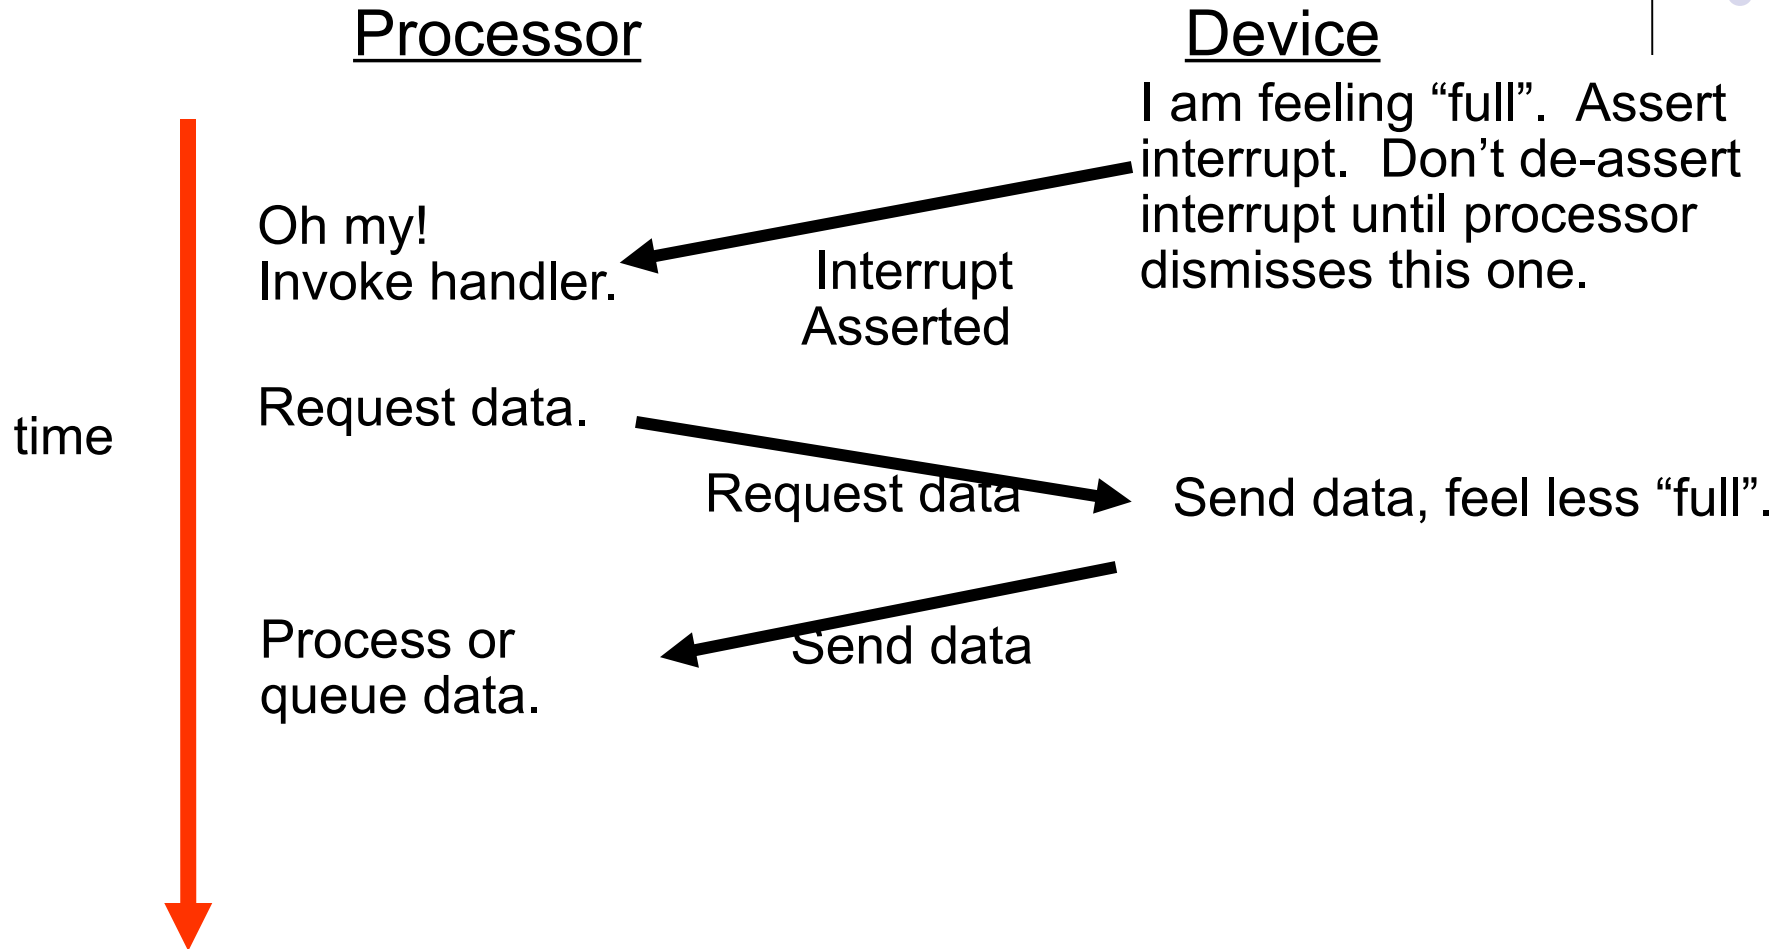 Processor
Device
I am feeling “full”.  Assert
interrupt.  Don’t de-assert
interrupt until processor
dismisses this one.
Oh my!
Invoke handler.
Interrupt
Asserted
Request data.
time
Request data
Send data, feel less “full”.
Process or
queue data.
Send data